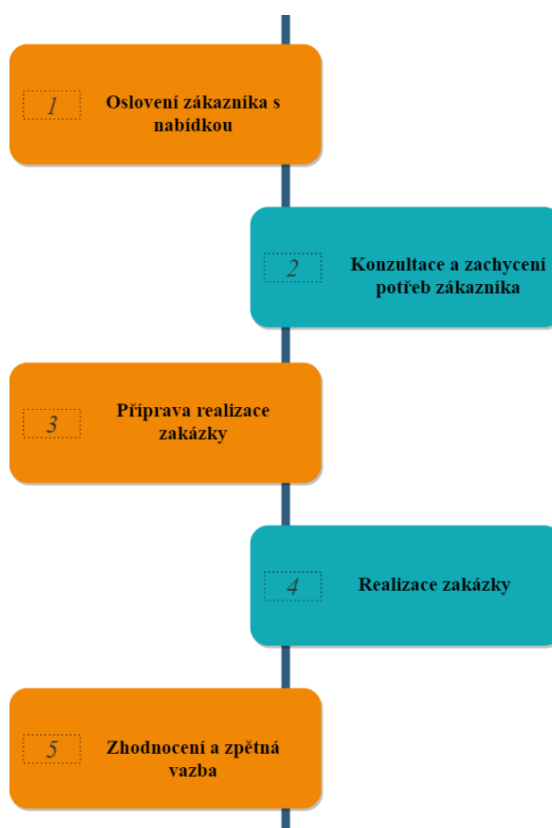 1
Oslovení zákazníka s
nabídkou
2
Konzultace a zachycení
potřeb zákazníka
3
Příprava realizace
zakázky
4
Realizace zakázky
5
Zhodnocení a zpětná
vazba